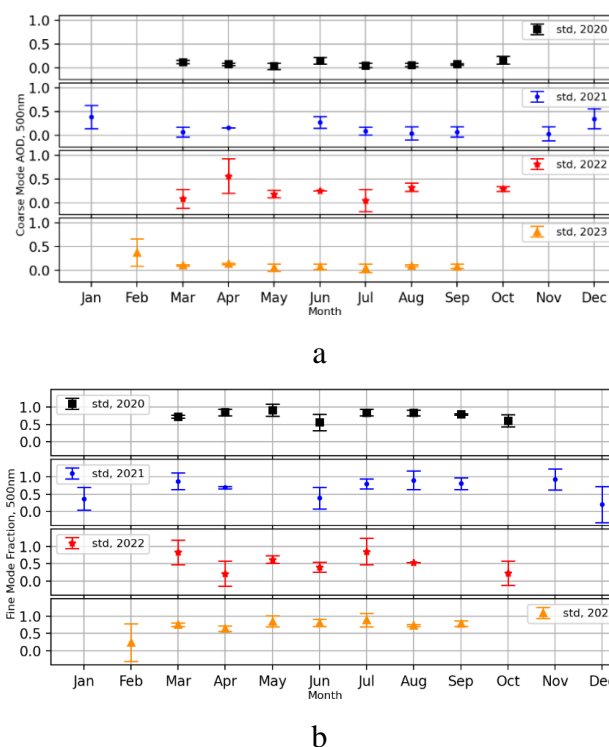 1.0
std, 2020
0.5
0.0
1.0
std, 2021
0.5
0.0
1.0
std, 2022
0.5
0.0
1.0
std, 2023
0.5
0.0
Coarse Mode AOD, 500nm
Jan Feb Mar Apr May Jun Jul Aug Sep Oct Nov Dec
Month
a
std, 2020
1.0
0.5
0.0
std, 2021
1.0
0.5
0.0
std, 2022
1.0
0.5
0.0
std, 202
1.0
0.5
0.0
Fine Mode Fraction, 500nm
Jan Feb Mar Apr May Jun Jul Aug Sep Oct Nov Dec
Month
b